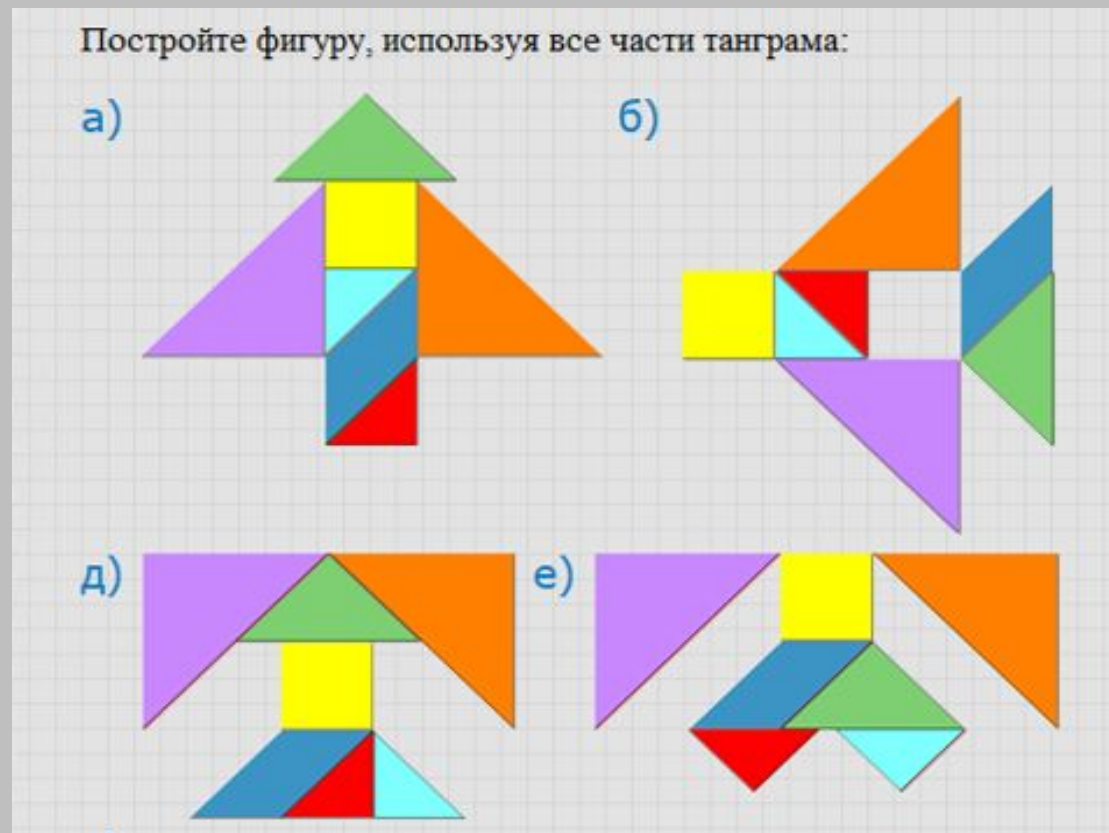 Постройте фигуру, используя все части танграма:
а)
б)
д)
е)